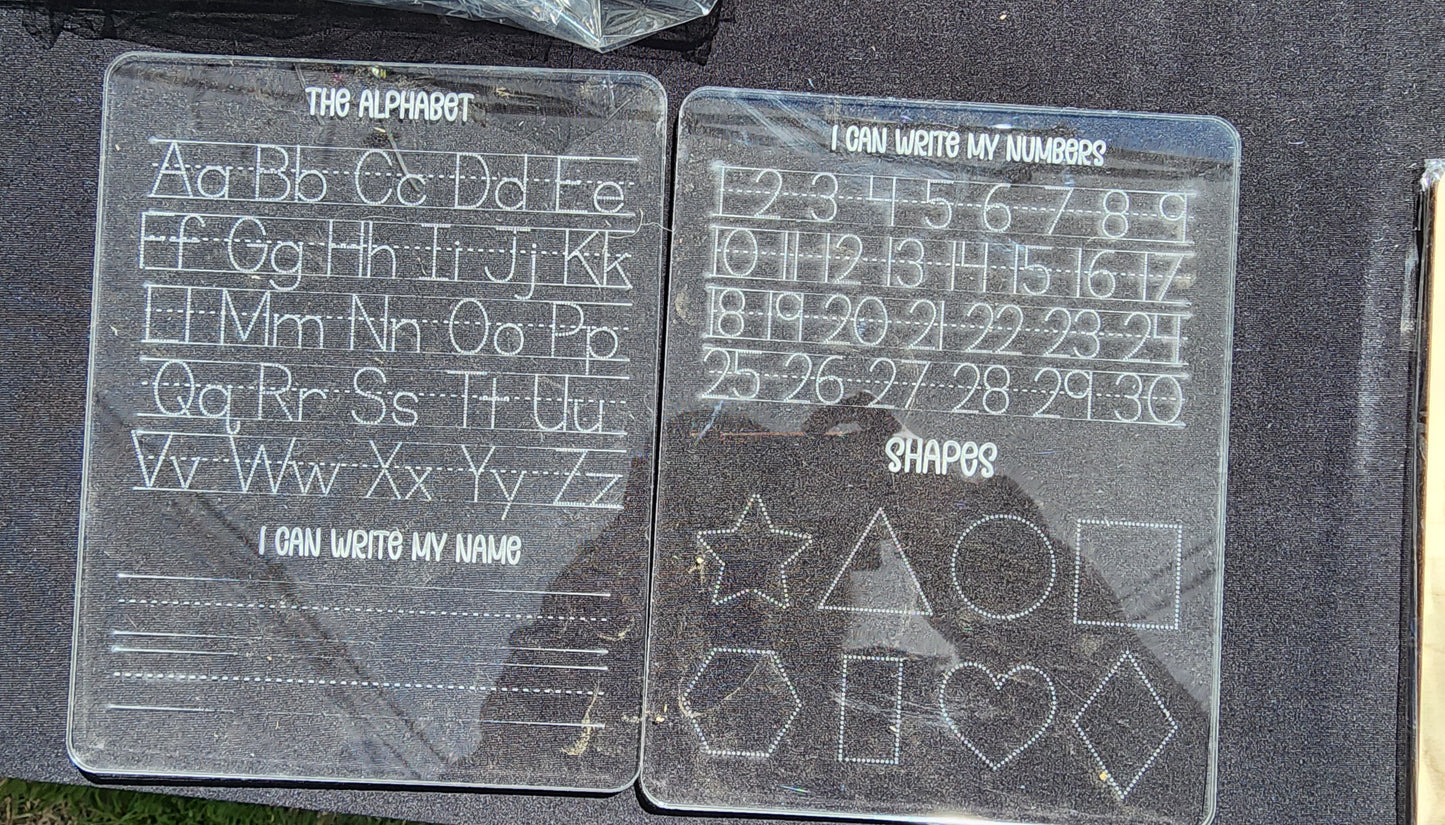 THE ALPHABET
Aa Bb Cc Dd Ee
Ff Gg Hh Ii Jj Kk
Ll Mm Nn Oo Pp
Qq Rr Ss Tt Uu
Vv Ww Xx Yy Zz
I CAN WRITE MY NAME
I CAN WRITE MY NUMBERS
1 2 3 4 5 6 7 8 9
10 11 12 13 14 15 16 17
18 19 20 21 22 23 24
25 26 27 28 29 30
SHAPES